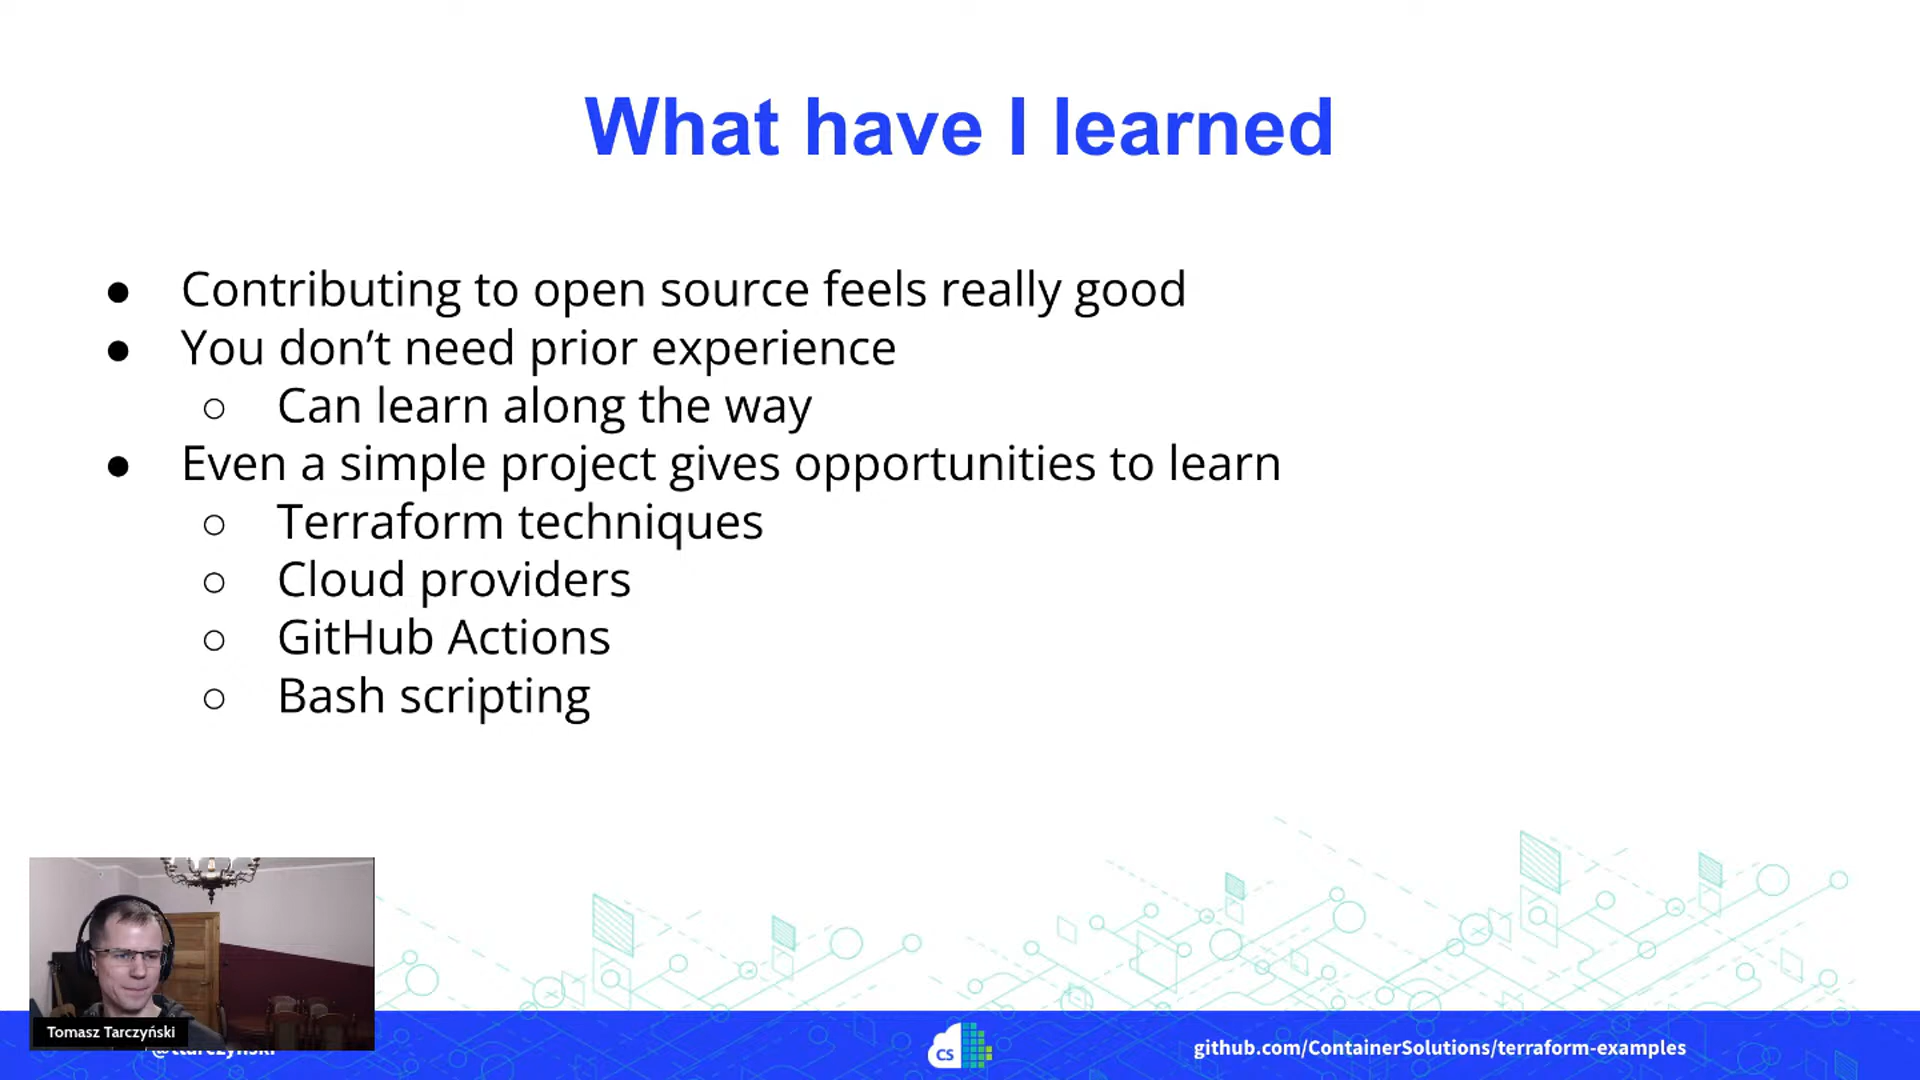 What have I learned
● Contributing to open source feels really good
● You don’t need prior experience
○ Can learn along the way
● Even a simple project gives opportunities to learn
○ Terraform techniques
○ Cloud providers
○ GitHub Actions
○ Bash scripting
Tomasz Tarczyński
CS
github.com/ContainerSolutions/terraform-examples